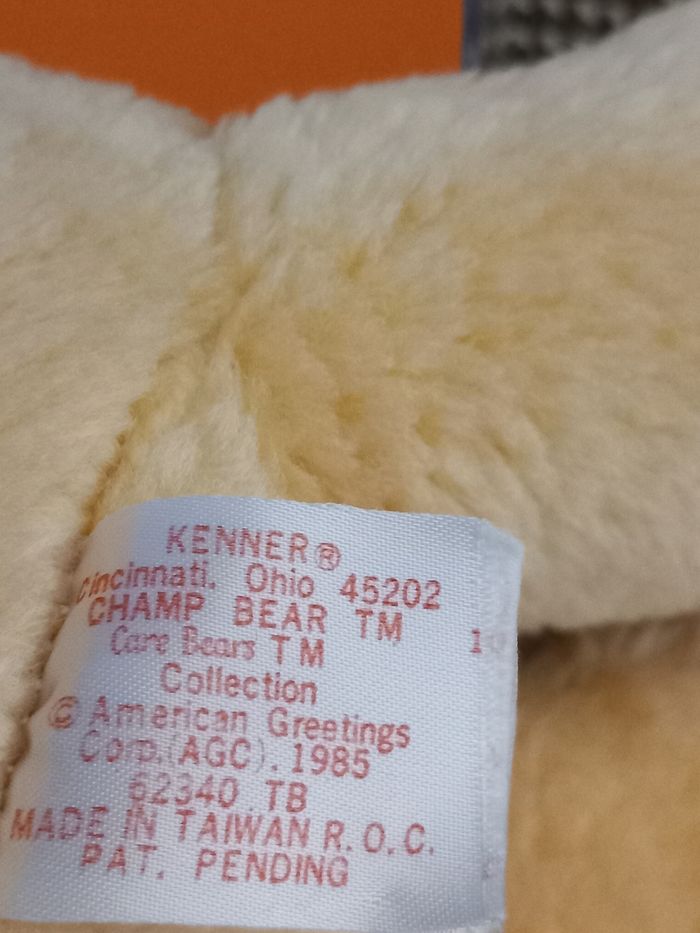 KENNER®
Cincinnati. Ohio 45202
CHAMP BEAR TM
Care Bears TM
Collection
© American Greetings
Corp.(AGC).1985
62340 TB
MADE IN TAIWAN R.O.C.
PAT. PENDING